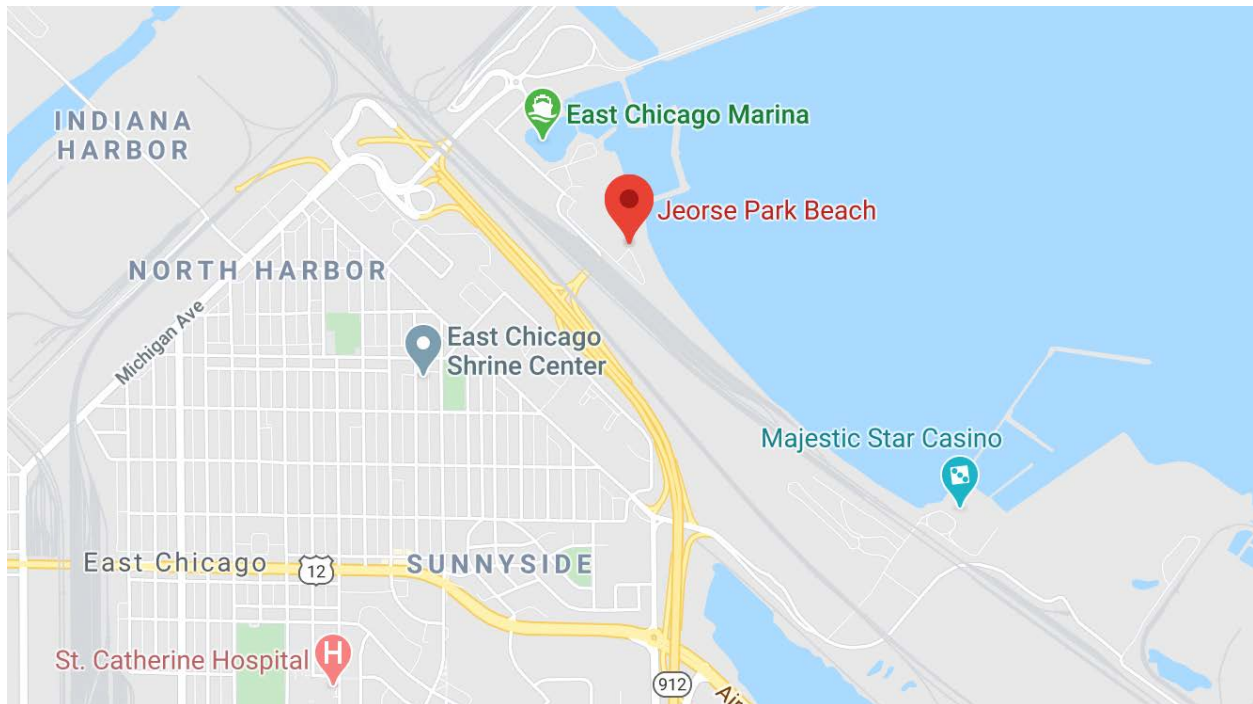 East Chicago Marina
INDIANA
HARBOR
Jeorse Park Beach
NORTH HARBOR
Michigan Ave
East Chicago
Shrine Center
Majestic Star Casino
East Chicago
12
SUNNYSIDE
St. Catherine Hospital
H
912